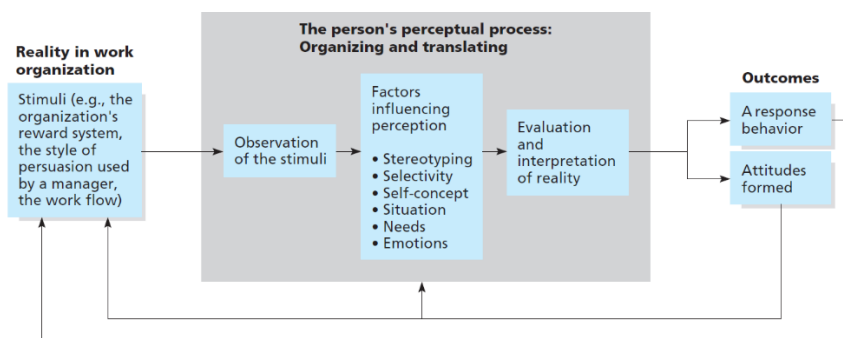 The person's perceptual process:
Organizing and translating
Reality in work
organization
Stimuli (e.g., the
organization's
reward system,
the style of
persuasion used
by a manager,
the work flow)
Observation
of the stimuli
Factors
influencing
perception
• Stereotyping
• Selectivity
• Self-concept
• Situation
• Needs
• Emotions
Evaluation
and
interpretation
of reality
Outcomes
A response
behavior
Attitudes
formed